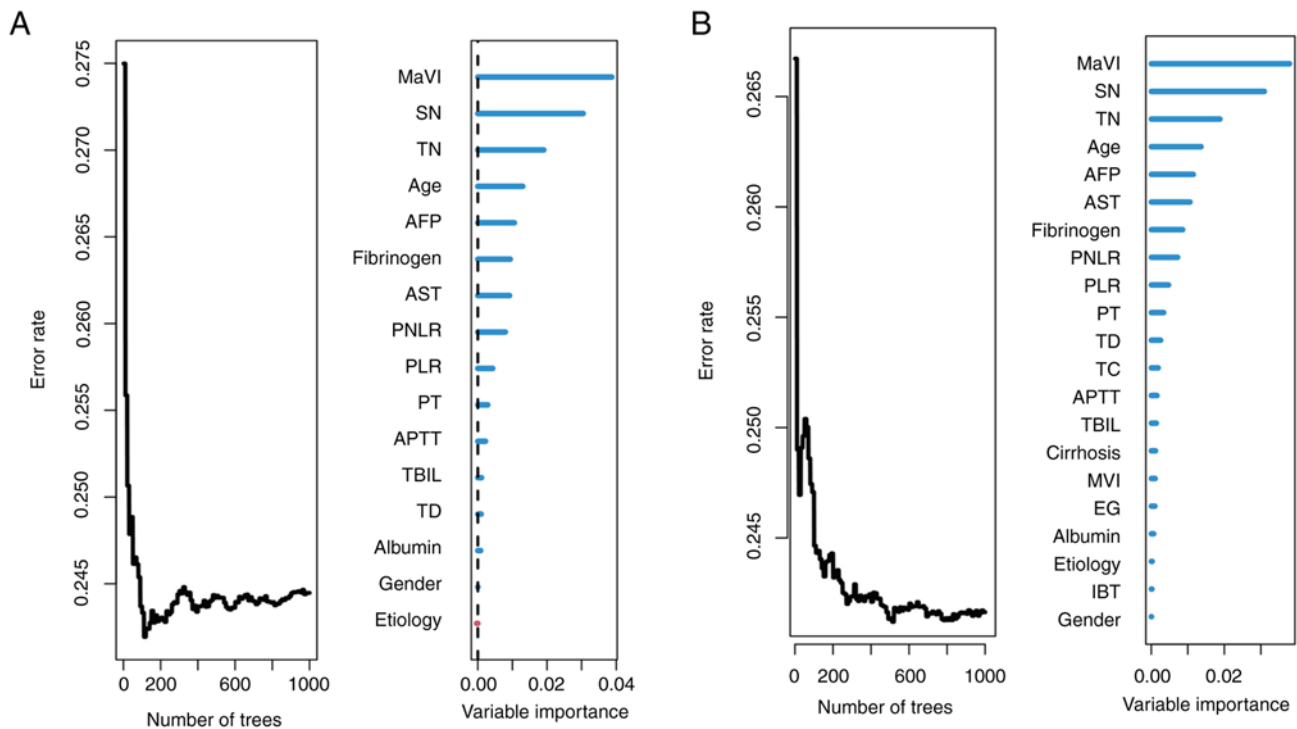 A
0.275
0.270
0.265
0.260
0.255
0.250
0.245
Error rate
0 200 600 1000
Number of trees
MaVI
SN
TN
Age
AFP
Fibrinogen
AST
PNLR
PLR
PT
APTT
TBIL
TD
Albumin
Gender
Etiology
0.00 0.02 0.04
Variable importance
B
0.265
0.260
0.255
0.250
0.245
Error rate
0 200 600 1000
Number of trees
MaVI
SN
TN
Age
AFP
AST
Fibrinogen
PNLR
PLR
PT
TD
TC
APTT
TBIL
Cirrhosis
MVI
EG
Albumin
Etiology
IBT
Gender
0.00 0.02
Variable importance